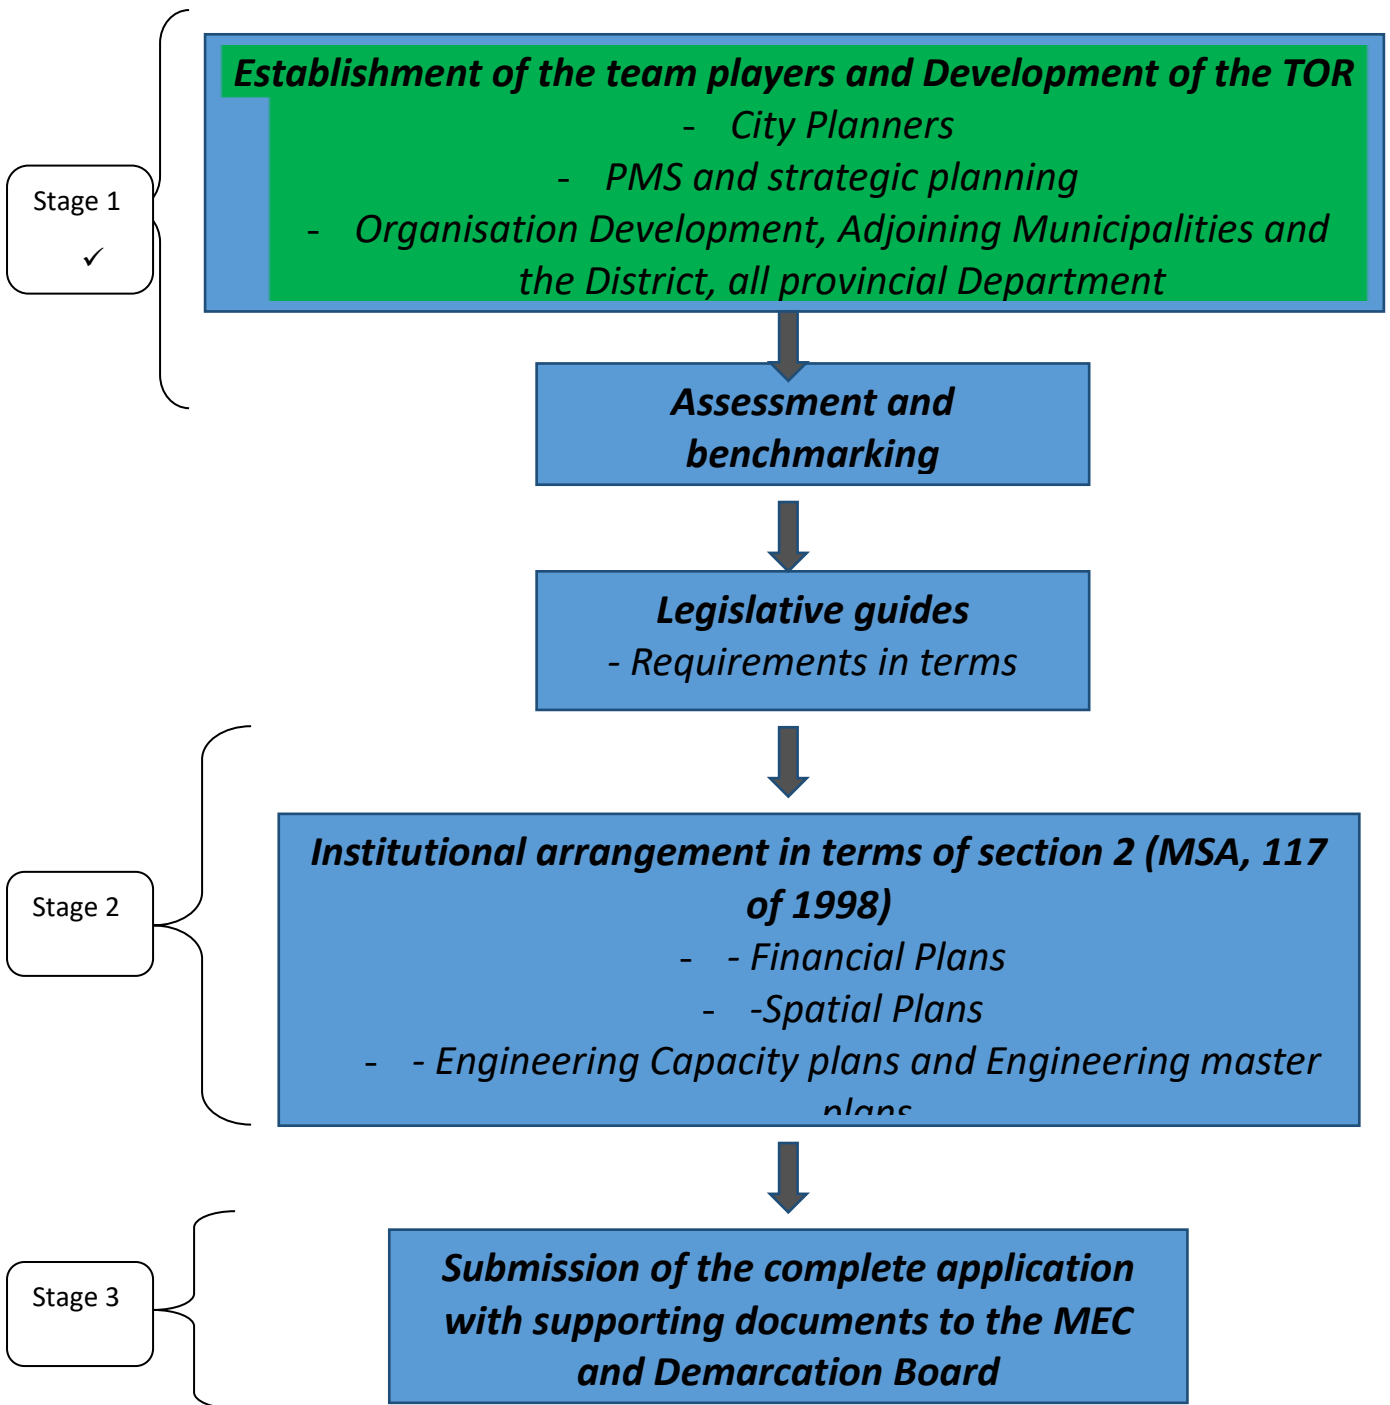 Establishment of the team players and Development of the TOR
- City Planners
- PMS and strategic planning
- Organisation Development, Adjoining Municipalities and
the District, all provincial Department
Stage 1
✓
Assessment and
benchmarking
Legislative guides
- Requirements in terms
Institutional arrangement in terms of section 2 (MSA, 117
of 1998)
- - Financial Plans
- -Spatial Plans
- - Engineering Capacity plans and Engineering master
plans
Stage 2
Submission of the complete application
with supporting documents to the MEC
and Demarcation Board
Stage 3